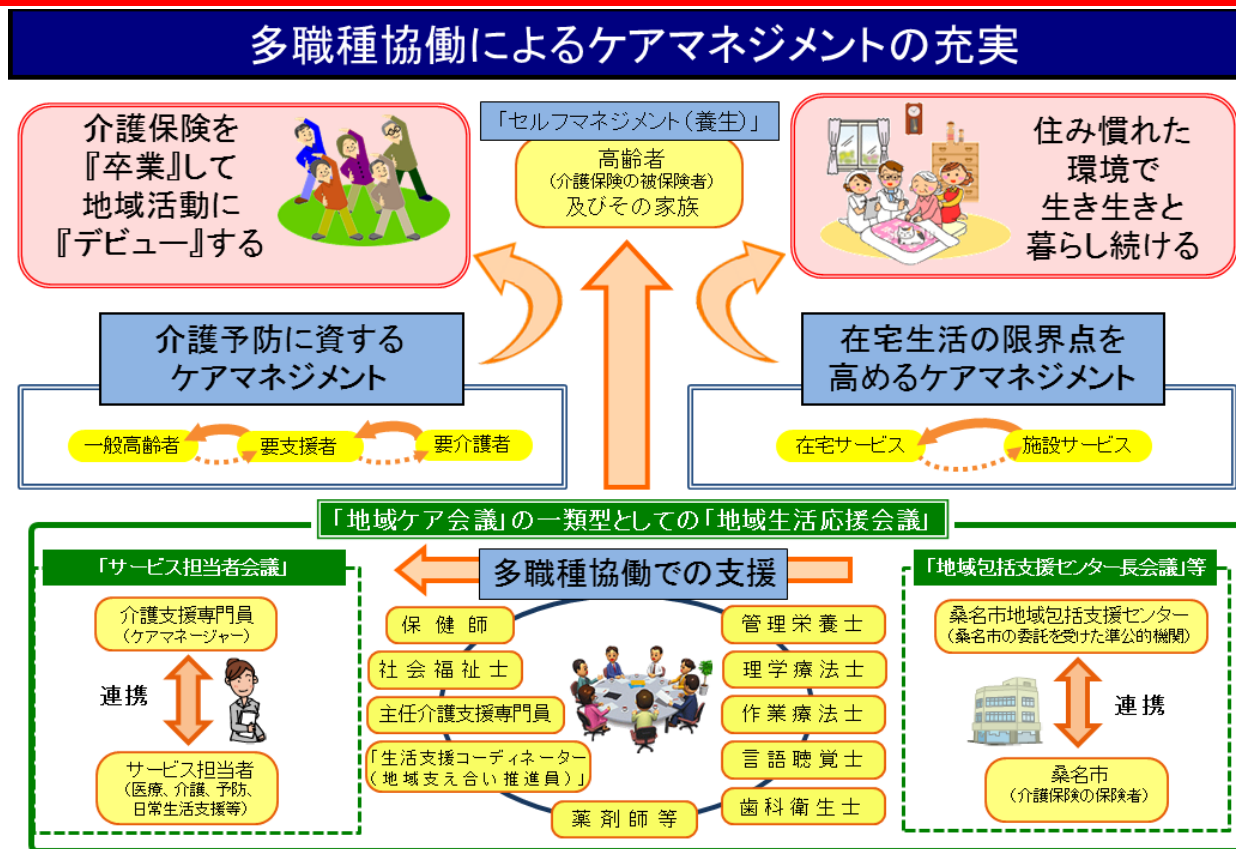 多職種協働によるケアマネジメントの充実
介護保険を
『卒業』して
地域活動に
『デビュー』する
「セルフマネジメント（養生）」
高齢者
（介護保険の被保険者）
及びその家族
住み慣れた
環境で
生き生きと
暮らし続ける
介護予防に資する
ケアマネジメント
一般高齢者
要支援者
要介護者
在宅生活の限界点を
高めるケアマネジメント
在宅サービス
施設サービス
「地域ケア会議」の一類型としての「地域生活応援会議」
「サービス担当者会議」
介護支援専門員
（ケアマネージャー）
連携
サービス担当者
（医療、介護、予防、
日常生活支援等）
多職種協働での支援
保健師
社会福祉士
主任介護支援専門員
「生活支援コーディネーター
（地域支え合い推進員）」
薬剤師等
管理栄養士
理学療法士
作業療法士
言語聴覚士
歯科衛生士
「地域包括支援センター長会議」等
桑名市地域包括支援センター
（桑名市の委託を受けた準公的機関）
連携
桑名市
（介護保険の保険者）